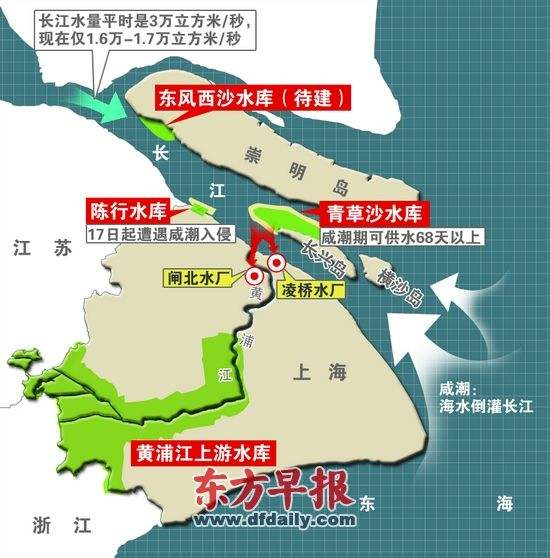 长江水量平时是3万立方米/秒，
现在仅1.6万-1.7万立方米/秒
东风西沙水库（待建）
长江
崇明岛
陈行水库
17日起遭遇咸潮入侵
青草沙水库
咸潮期可供水68天以上
江苏
长兴岛
横沙岛
闸北水厂
凌桥水厂
黄浦江
上海
咸潮：
海水倒灌长江
黄浦江上游水库
东方早报
www.dfdaily.com
东海
浙江